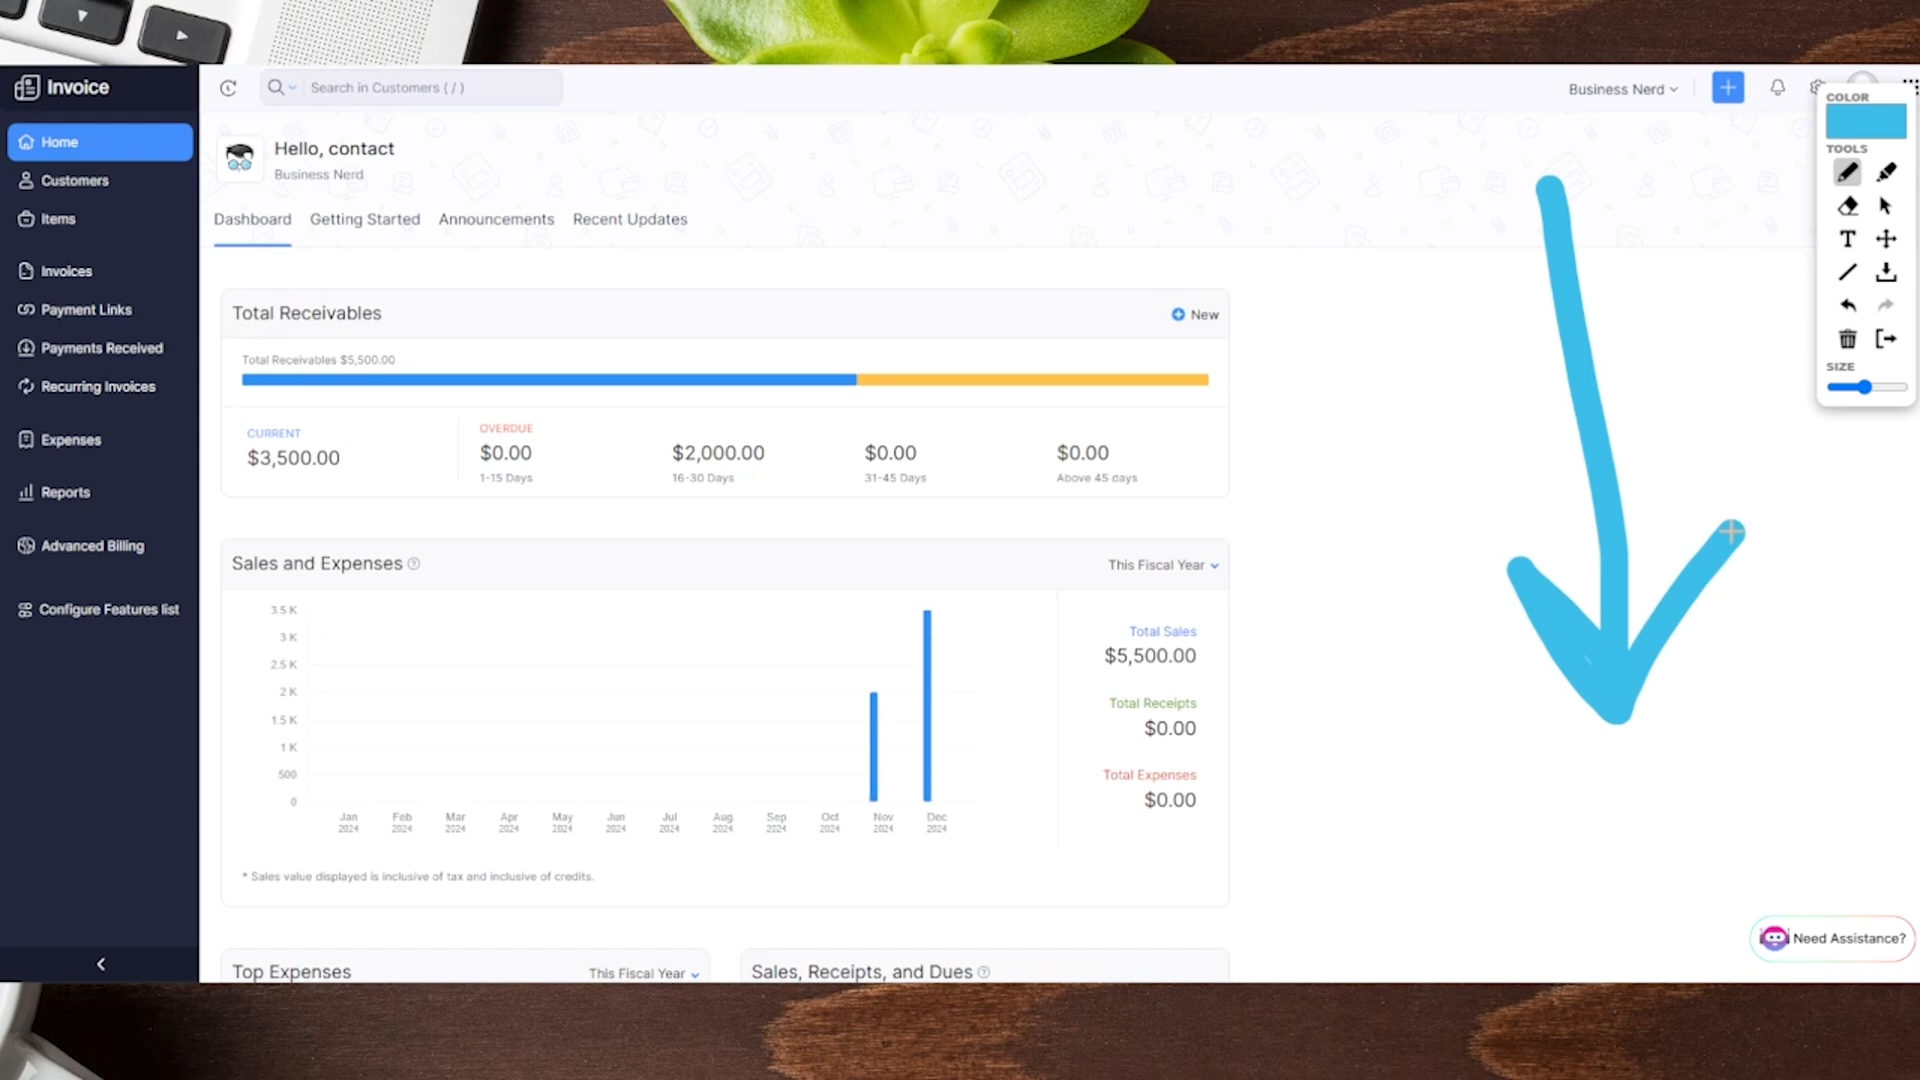 Invoice
Search in Customers ( / )
Business Nerd
COLOR
TOOLS
SIZE
Home
Customers
Items
Invoices
Payment Links
Payments Received
Recurring Invoices
Expenses
Reports
Advanced Billing
Configure Features list
Hello, contact
Business Nerd
Dashboard Getting Started Announcements Recent Updates
Total Receivables
New
Total Receivables $5,500.00
CURRENT
$3,500.00
OVERDUE
$0.00 $2,000.00 $0.00 $0.00
1-15 Days 16-30 Days 31-45 Days Above 45 days
Sales and Expenses
This Fiscal Year
3.5 K
3 K
2.5 K
2 K
1.5 K
1 K
500
0
Jan Feb Mar Apr May Jun Jul Aug Sep Oct Nov Dec
2024 2024 2024 2024 2024 2024 2024 2024 2024 2024 2024 2024
Total Sales
$5,500.00
Total Receipts
$0.00
Total Expenses
$0.00
* Sales value displayed is inclusive of tax and inclusive of credits.
Top Expenses
This Fiscal Year
Sales, Receipts, and Dues
Need Assistance?